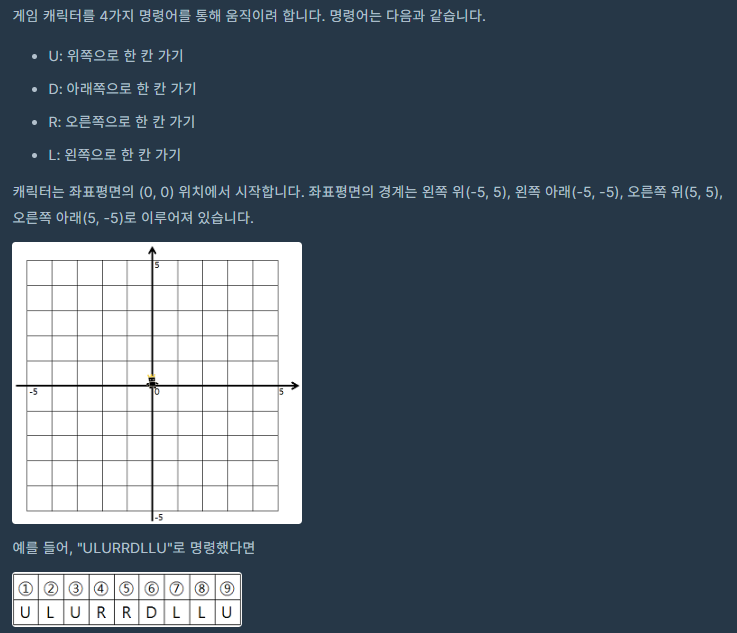 게임 캐릭터를 4가지 명령어를 통해 움직이려 합니다. 명령어는 다음과 같습니다.
• U: 위쪽으로 한 칸 가기
• D: 아래쪽으로 한 칸 가기
• R: 오른쪽으로 한 칸 가기
• L: 왼쪽으로 한 칸 가기
캐릭터는 좌표평면의 (0, 0) 위치에서 시작합니다. 좌표평면의 경계는 왼쪽 위(-5, 5), 왼쪽 아래(-5, -5), 오른쪽 위(5, 5),
오른쪽 아래(5, -5)로 이루어져 있습니다.
5
-5 0 5
-5
예를 들어, "ULURRDLLU"로 명령했다면
① ② ③ ④ ⑤ ⑥ ⑦ ⑧ ⑨
U L U R R D L L U